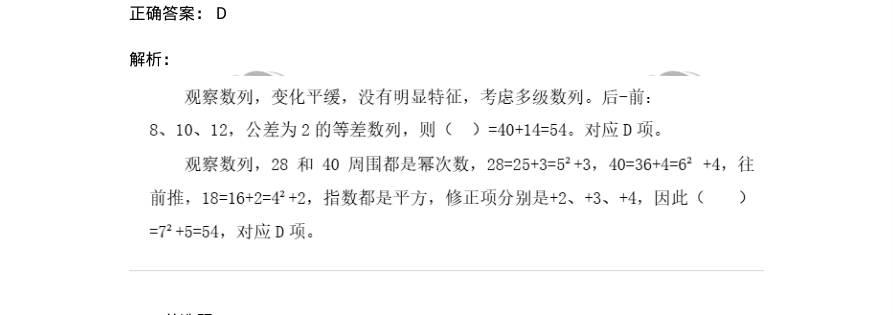 正确答案： D
解析：
观察数列，变化平缓，没有明显特征，考虑多级数列。后-前：
8、10、12，公差为 2 的等差数列，则（ ）=40+14=54。对应 D 项。
观察数列，28 和 40 周围都是幂次数，28=25+3=5²+3，40=36+4=6² +4，往
前推，18=16+2=4²+2，指数都是平方，修正项分别是+2、+3、+4，因此（ ）
=7²+5=54，对应 D 项。